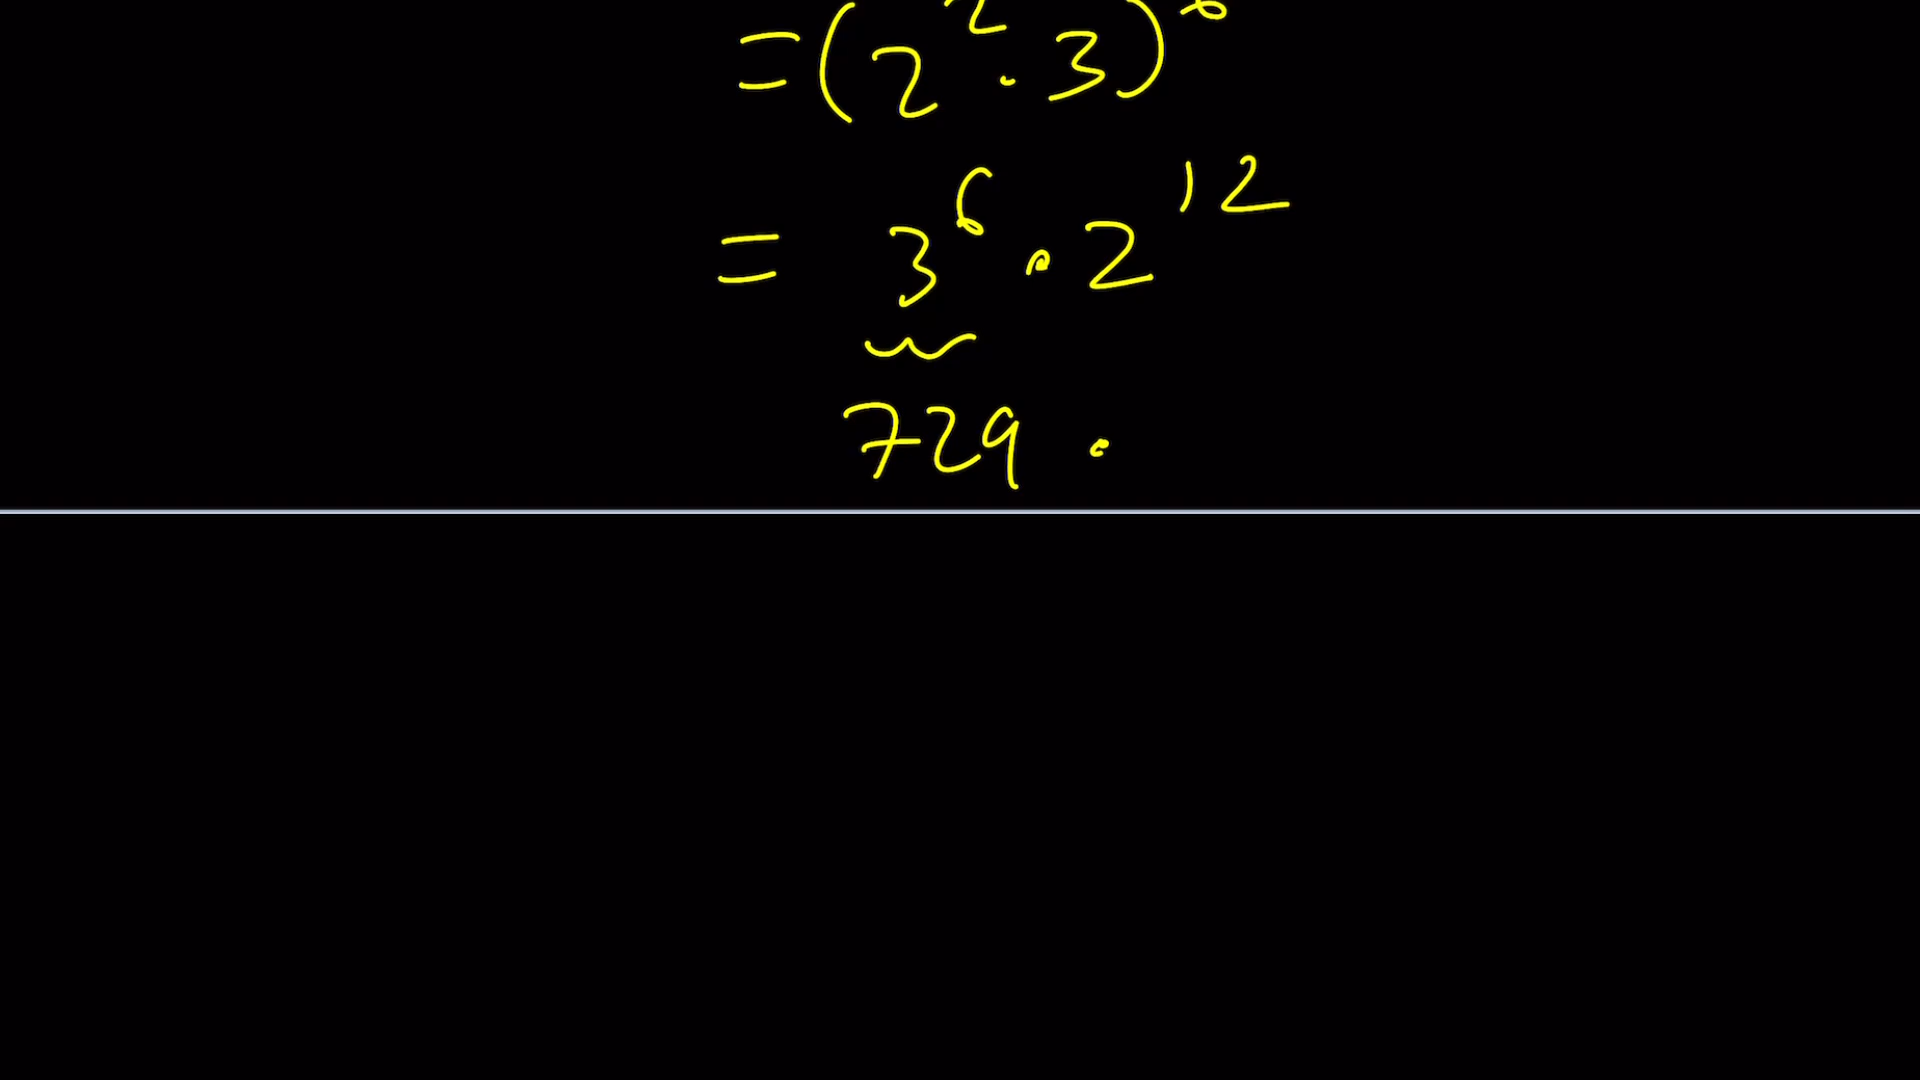 =(2²·3)⁶
= 3⁶·2¹²
729 ·